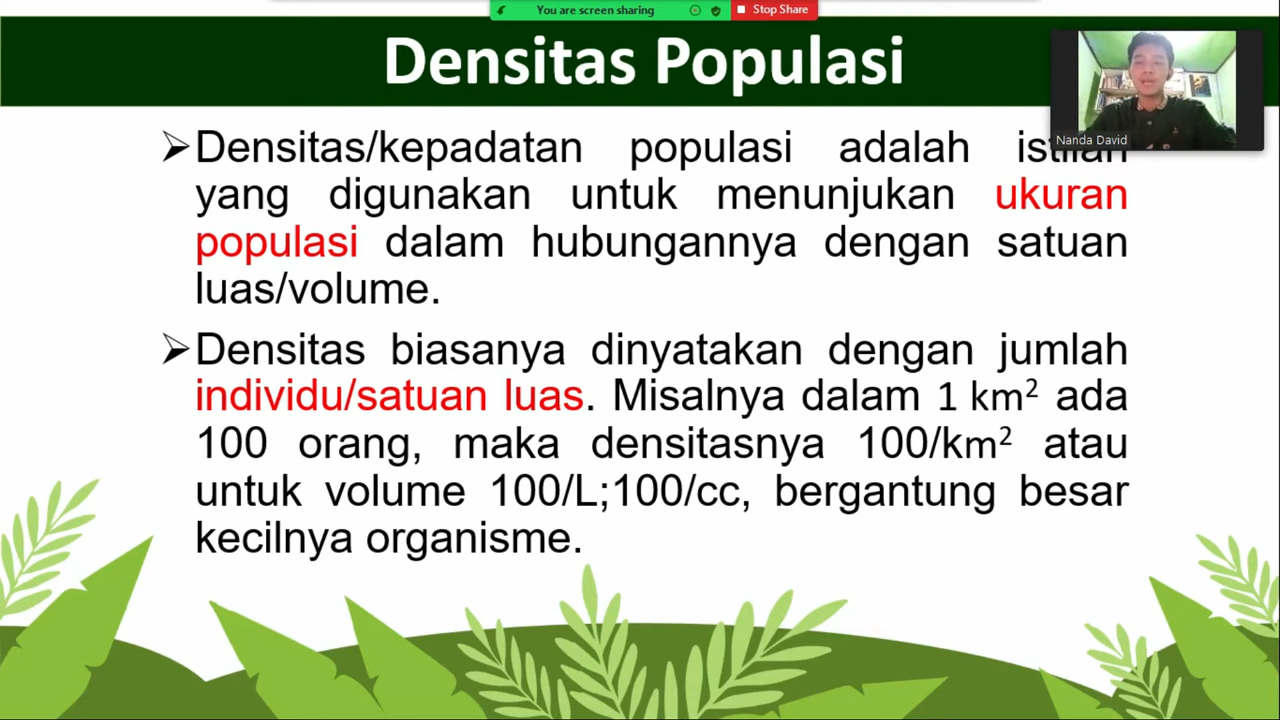 You are screen sharing
Stop Share
Densitas Populasi
Nanda David
➢Densitas/kepadatan populasi adalah istilah
yang digunakan untuk menunjukan ukuran
populasi dalam hubungannya dengan satuan
luas/volume.
➢Densitas biasanya dinyatakan dengan jumlah
individu/satuan luas. Misalnya dalam 1 km² ada
100 orang, maka densitasnya 100/km² atau
untuk volume 100/L;100/cc, bergantung besar
kecilnya organisme.